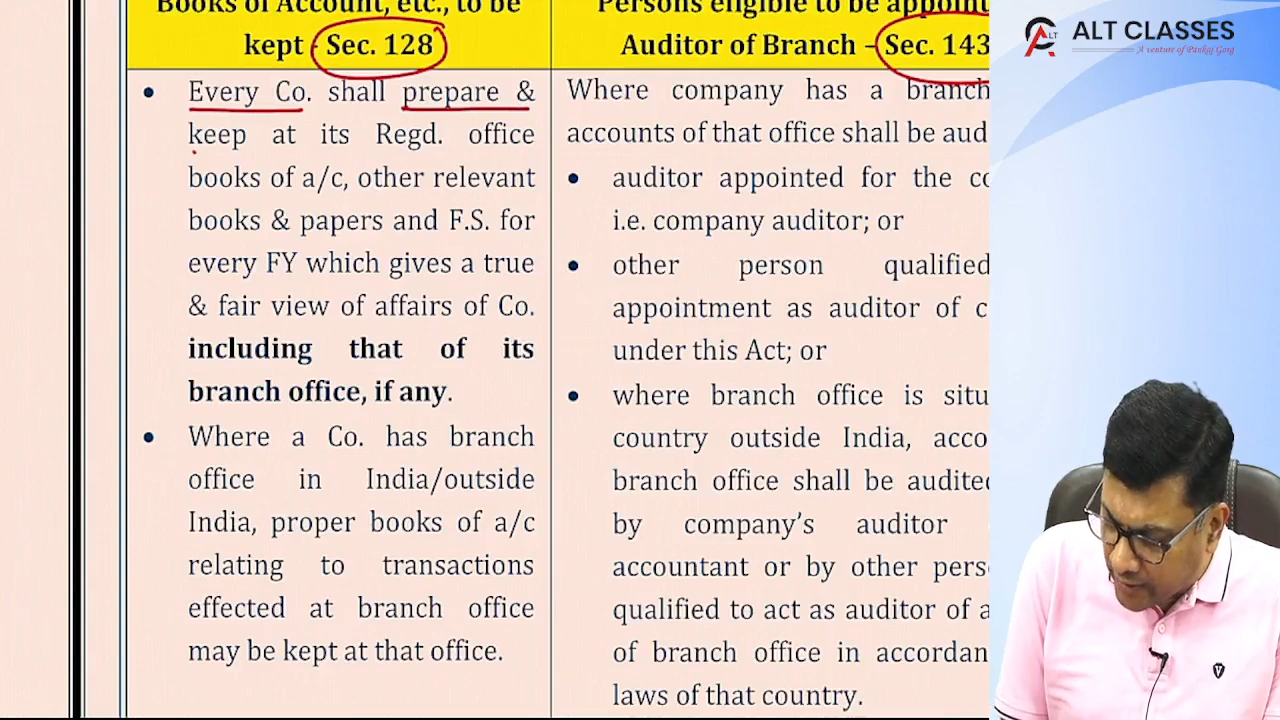 Books of Account, etc., to be
kept - Sec. 128
• Every Co. shall prepare &
keep at its Regd. office
books of a/c, other relevant
books & papers and F.S. for
every FY which gives a true
& fair view of affairs of Co.
including that of its
branch office, if any.
• Where a Co. has branch
office in India/outside
India, proper books of a/c
relating to transactions
effected at branch office
may be kept at that office.
Persons eligible to be appoint
Auditor of Branch – Sec. 143
Where company has a branch
accounts of that office shall be aud
• auditor appointed for the co
i.e. company auditor; or
• other person qualified
appointment as auditor of c
under this Act; or
• where branch office is situ
country outside India, acco
branch office shall be audited
by company's auditor
accountant or by other pers
qualified to act as auditor of a
of branch office in accordan
laws of that country.
ALT
ALT CLASSES
A venture of Pankaj Garg